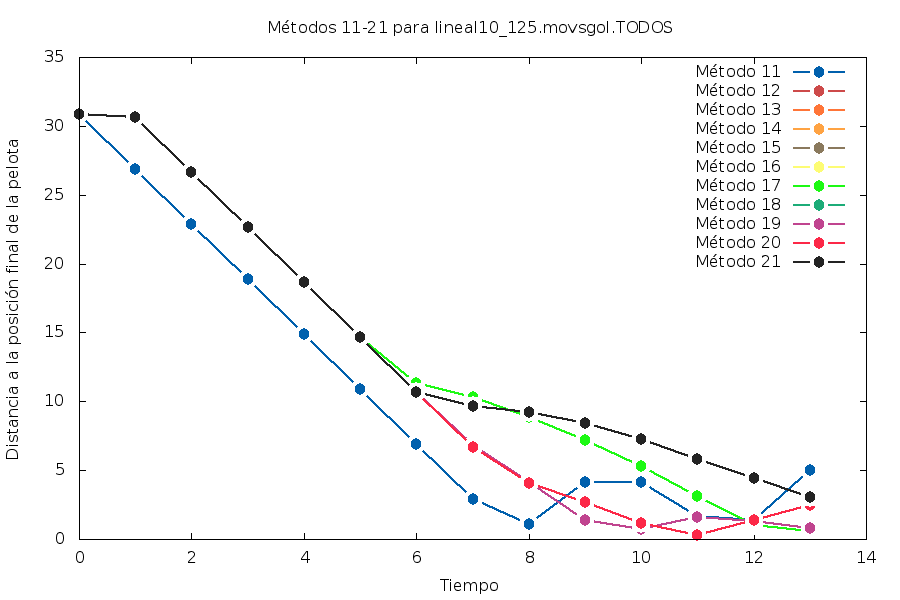 Métodos 11-21 para lineal10_125.movsgol.TODOS
35
30
25
20
15
10
5
0
Distancia a la posición final de la pelota
Método 11
Método 12
Método 13
Método 14
Método 15
Método 16
Método 17
Método 18
Método 19
Método 20
Método 21
0 2 4 6 8 10 12 14
Tiempo